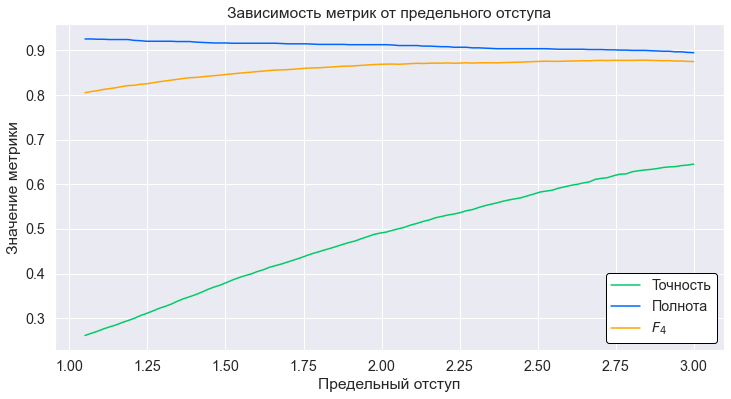 Зависимость метрик от предельного отступа
Значение метрики
0.9
0.8
0.7
0.6
0.5
0.4
0.3
1.00
1.25
1.50
1.75
2.00
2.25
2.50
2.75
3.00
Предельный отступ
Точность
Полнота
F₄